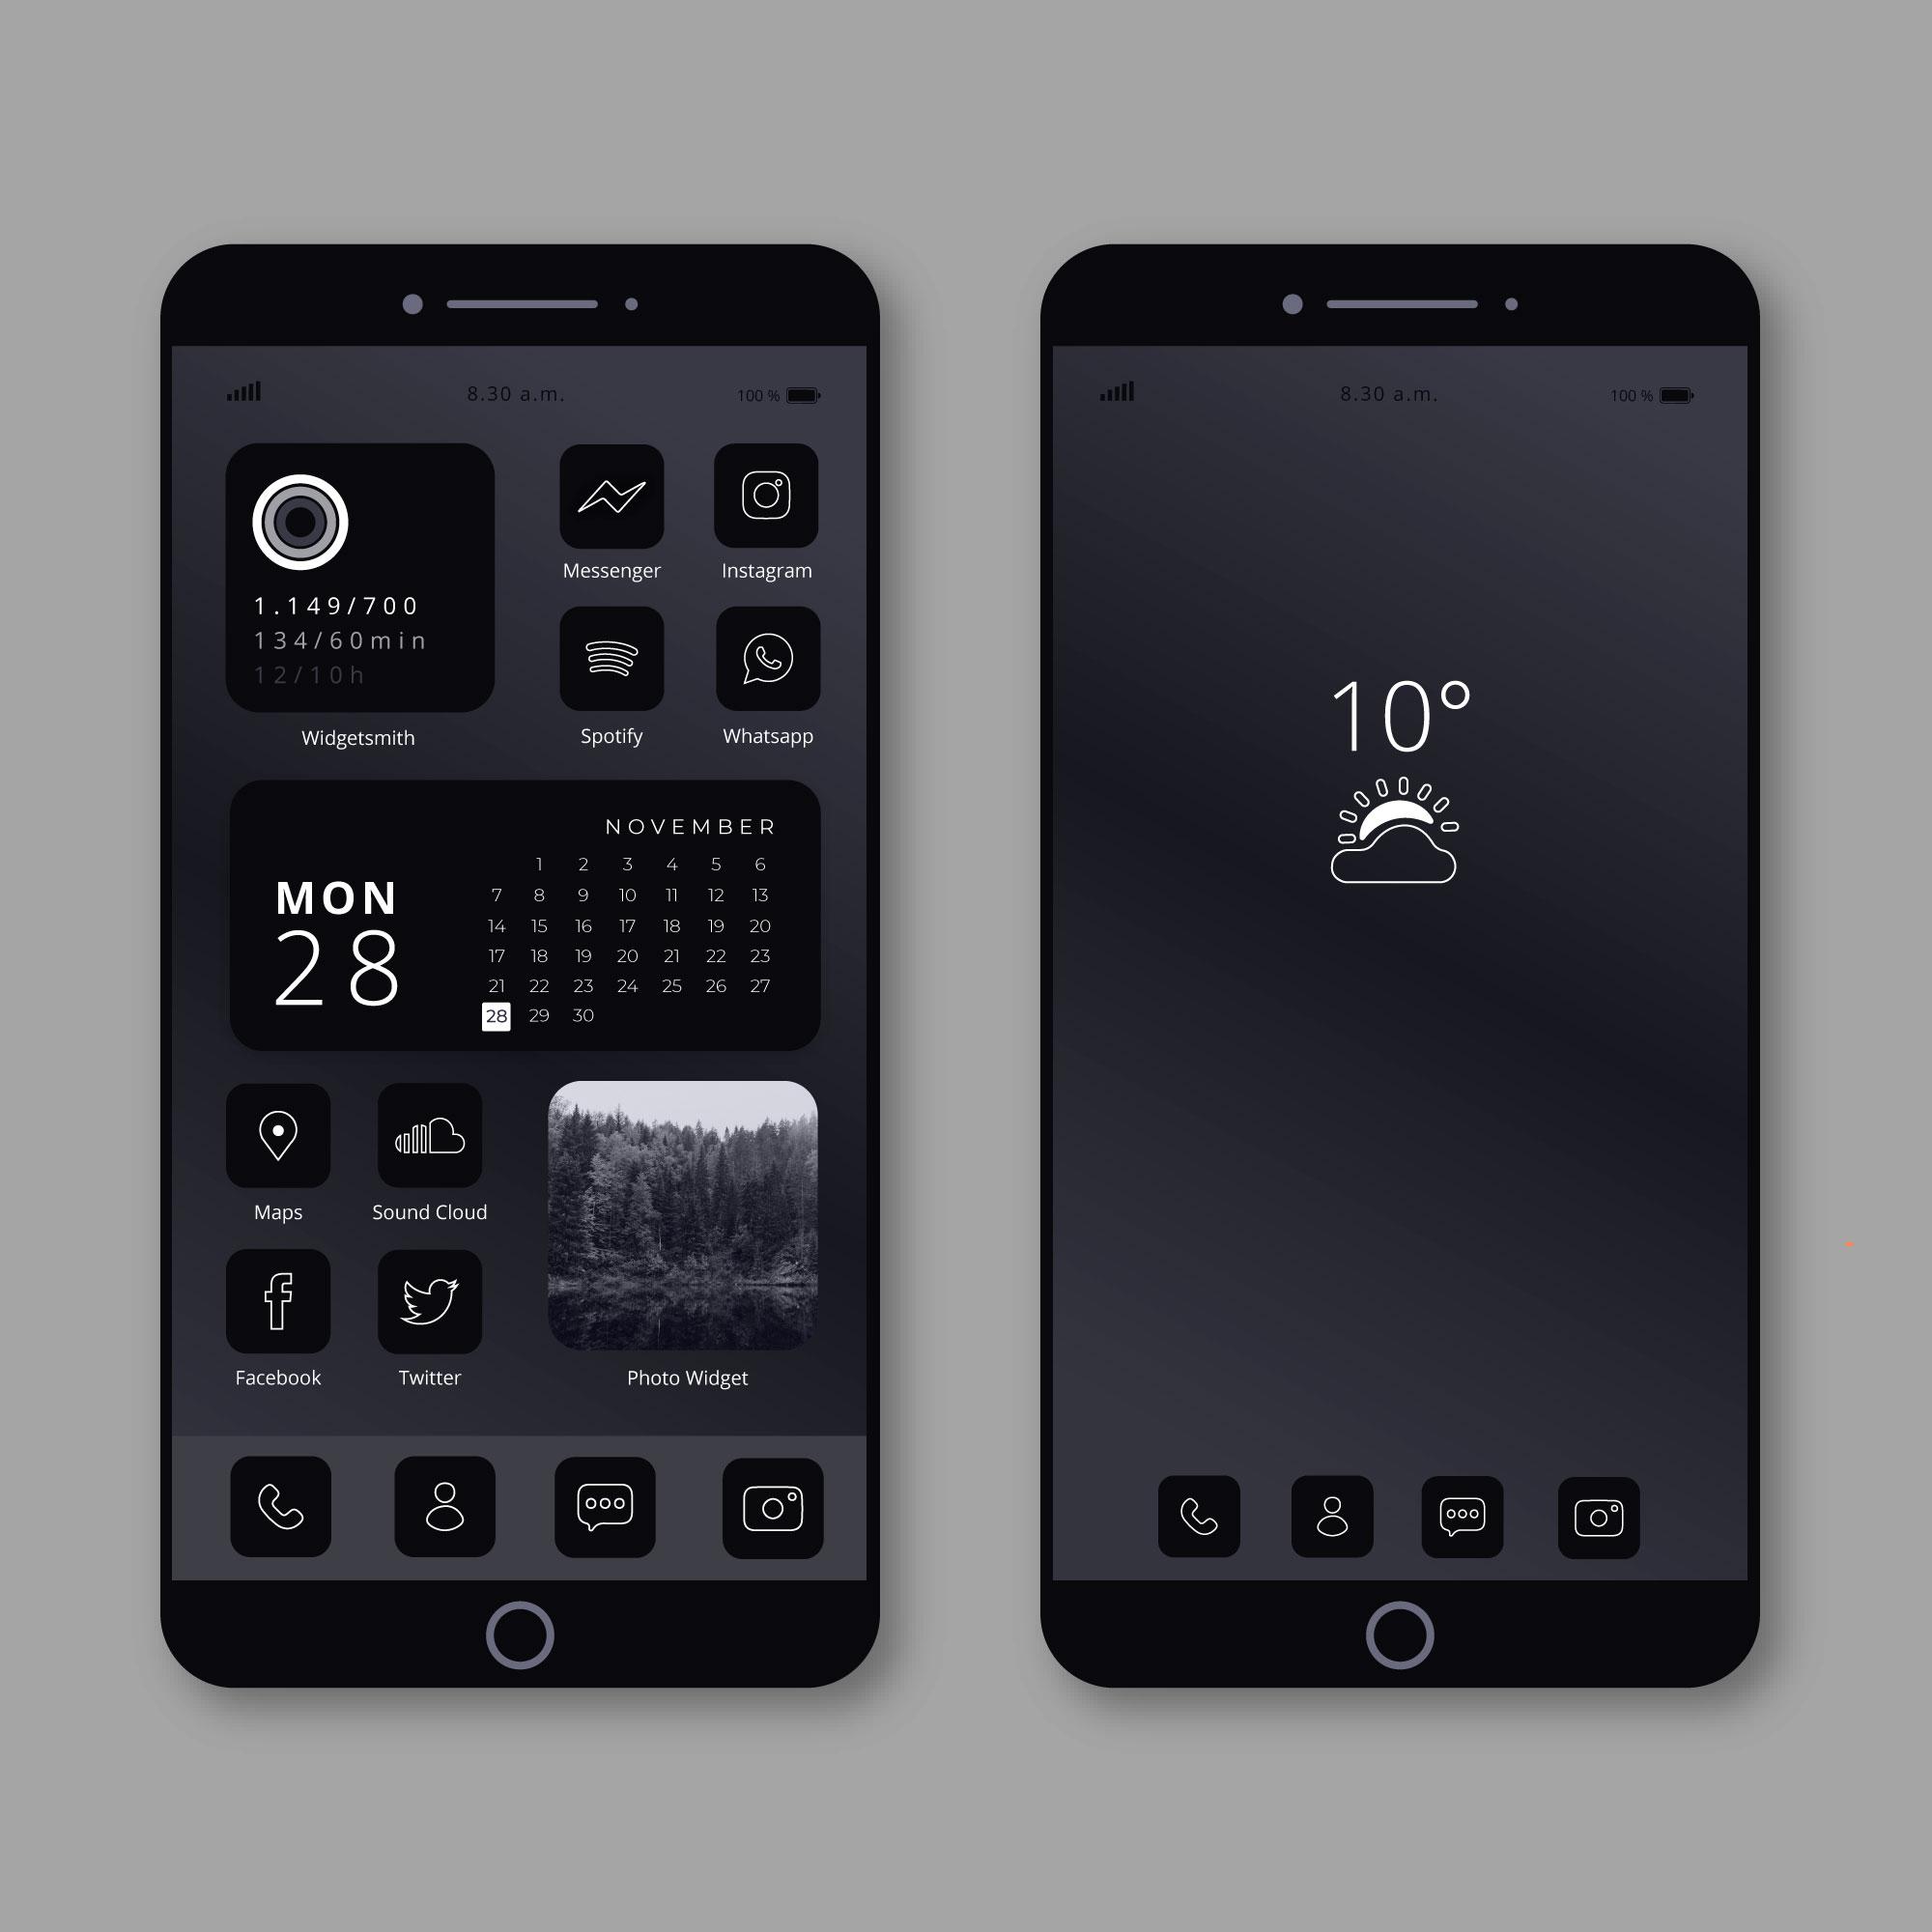 8.30 a.m.
100 %
1.149/700
134/60min
12/10h
Widgetsmith
Messenger
Instagram
Spotify
Whatsapp
MON
28
NOVEMBER
1 2 3 4 5 6
7 8 9 10 11 12 13
14 15 16 17 18 19 20
17 18 19 20 21 22 23
21 22 23 24 25 26 27
28 29 30
Maps
Sound Cloud
Facebook
Twitter
Photo Widget
8.30 a.m.
100 %
10°